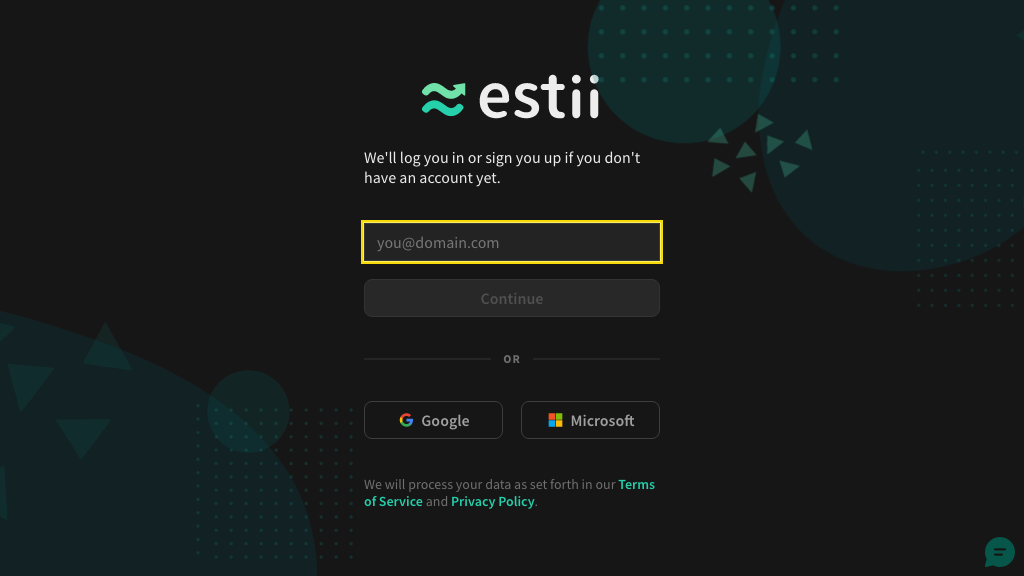 estii
We'll log you in or sign you up if you don't
have an account yet.
you@domain.com
Continue
OR
Google
Microsoft
We will process your data as set forth in our Terms
of Service and Privacy Policy.